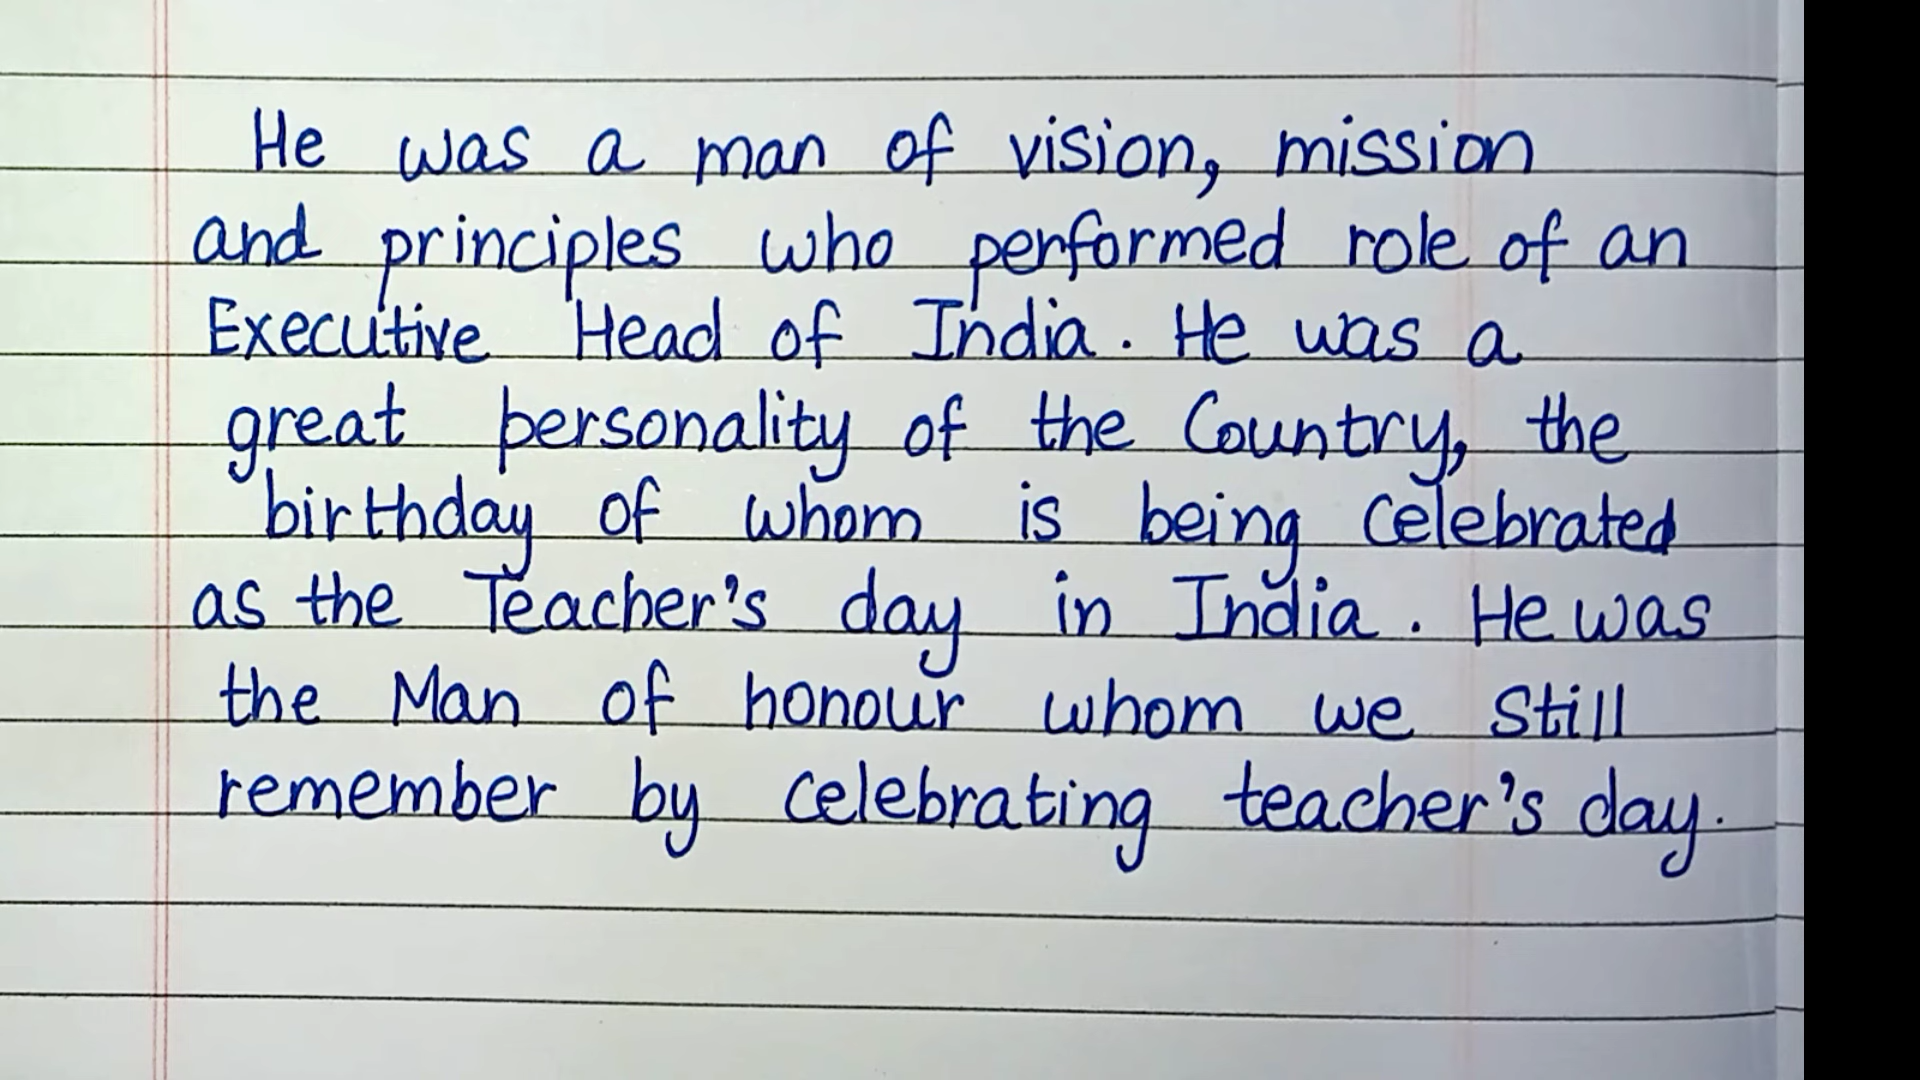 He was a man of vision, mission
and principles who performed role of an
Executive Head of India. He was a
great personality of the Country, the
birthday of whom is being celebrated
as the Teacher's day in India. He was
the Man of honour whom we still
remember by celebrating teacher's day.